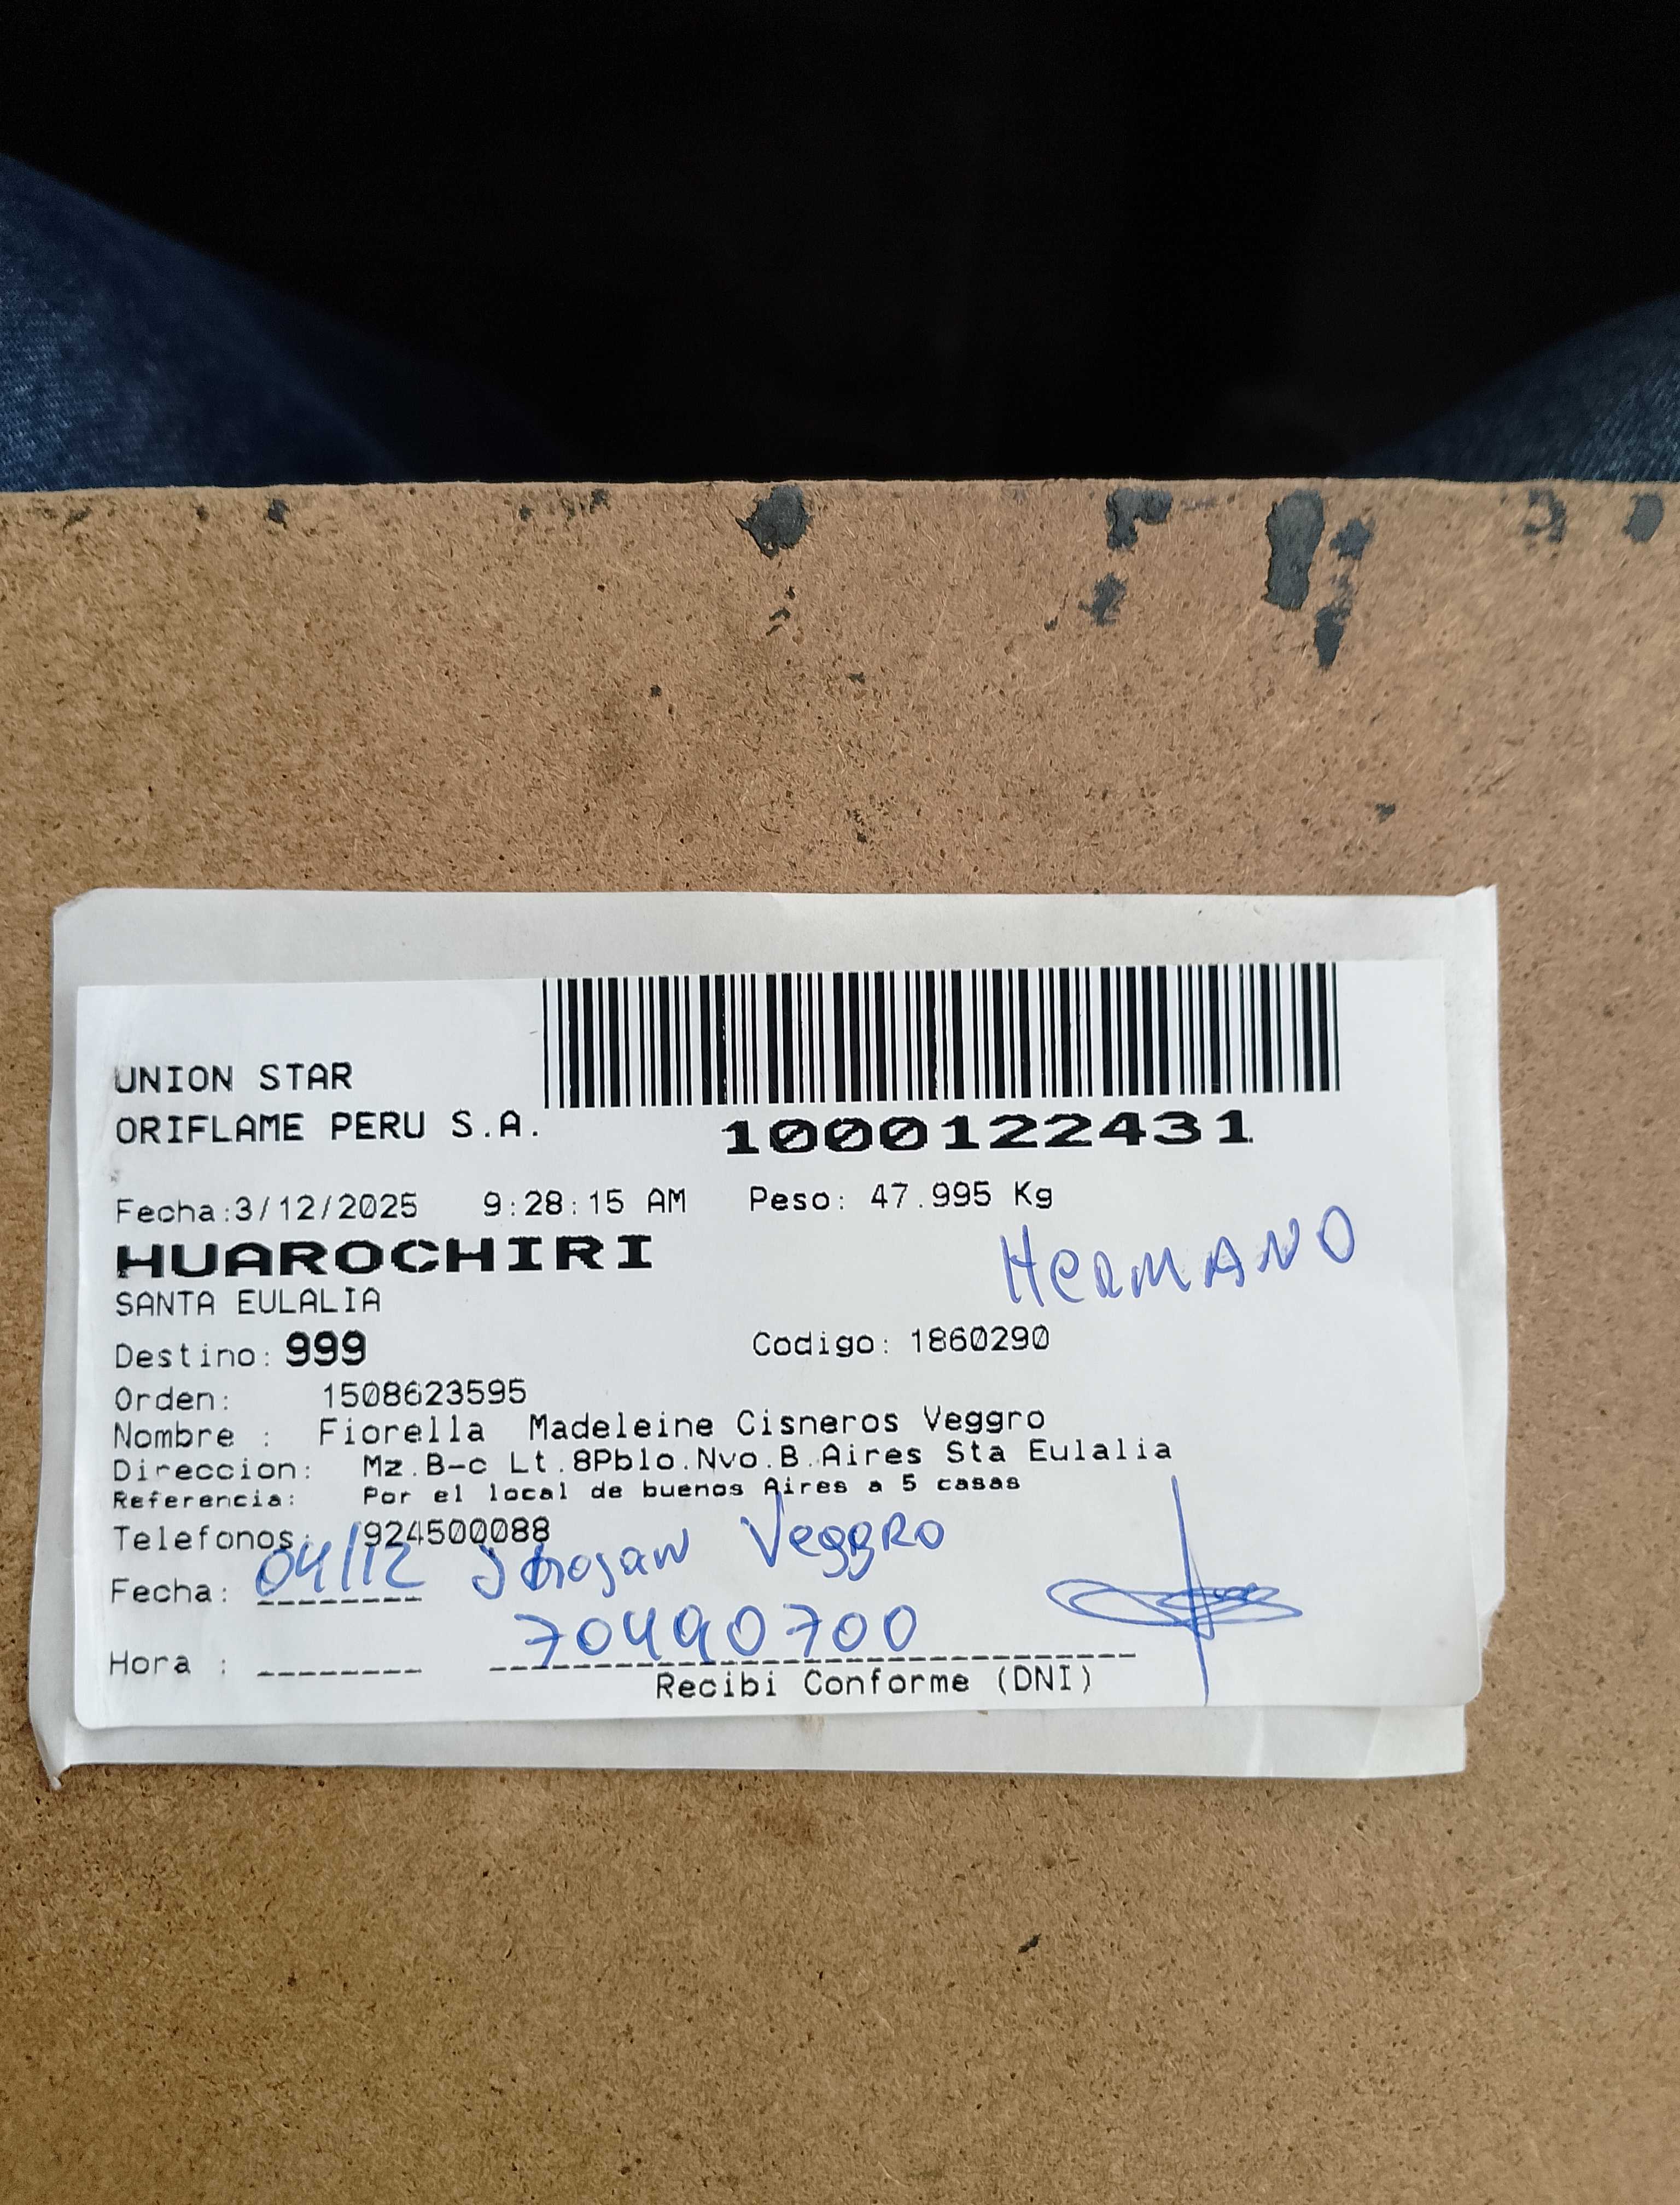 UNION STAR
ORIFLAME PERU S.A.
1000122431
Fecha:3/12/2025 9:28:15 AM Peso: 47.995 Kg
HUAROCHIRI
HERMANO
SANTA EULALIA
Destino: 999 Codigo: 1860290
Orden: 1508623595
Nombre : Fiorella Madeleine Cisneros Veggro
Direccion: Mz.B-c Lt.8Pblo.Nvo.B.Aires Sta Eulalia
Referencia: Por el local de buenos Aires a 5 casas
Telefonos: 924500088
Fecha: 04/12 Veggro
70490700
Hora :
Recibi Conforme (DNI)